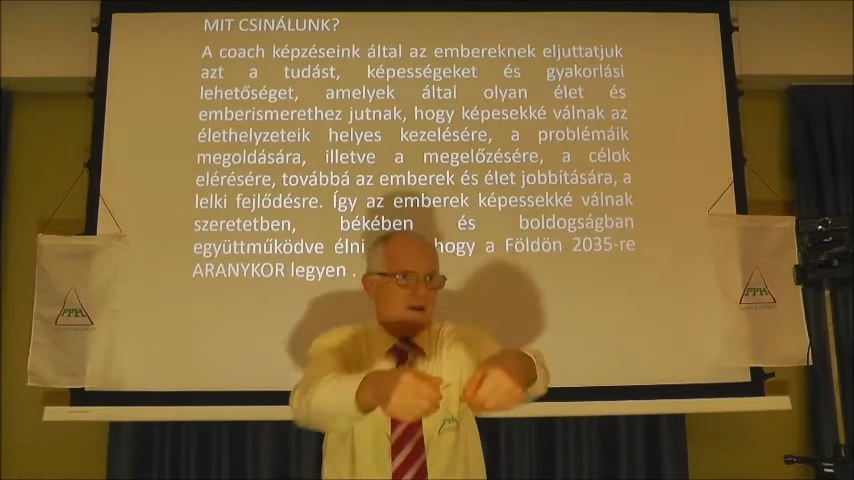 MIT CSINÁLUNK?
A coach képzéseink által az embereknek eljuttatjuk
azt a tudást, képességeket és gyakorlási
lehetőséget, amelyek által olyan élet és
emberismerethez jutnak, hogy képesekké válnak az
élethelyzeteik helyes kezelésére, a problémáik
megoldására, illetve a megelőzésére, a célok
elérésére, továbbá az emberek és élet jobbítására, a
lelki fejlődésre. Így az emberek képessekké válnak
szeretetben, békében és boldogságban
együttműködve élni hogy a Földön 2035-re
ARANYKOR legyen .
PPH
PPH